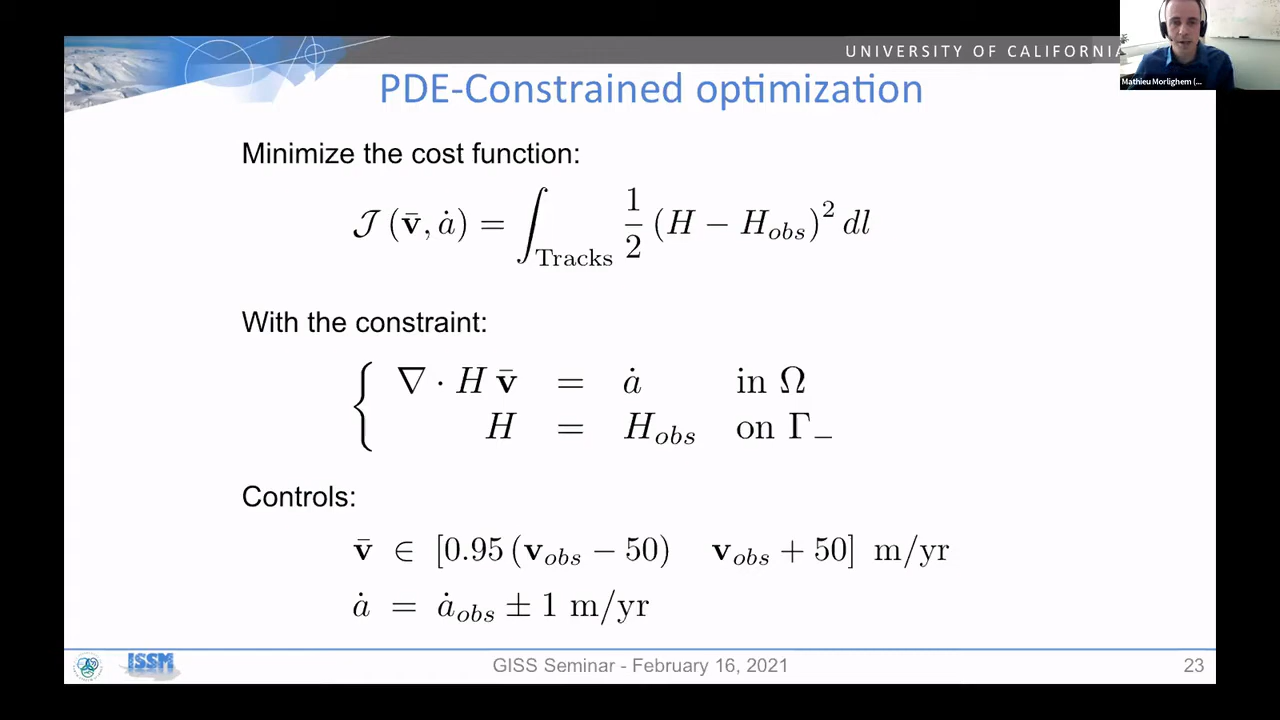 UNIVERSITY OF CALIFORNIA
Mathieu Morlighem (...
PDE-Constrained optimization
Minimize the cost function:
𝒥 (v̄, ȧ) = ∫_Tracks 1/2 (H − H_obs)² dl
With the constraint:
{ ∇ · H v̄ = ȧ in Ω
H = H_obs on Γ₋
Controls:
v̄ ∈ [0.95 (v_obs − 50) v_obs + 50] m/yr
ȧ = ȧ_obs ± 1 m/yr
ISSM
GISS Seminar - February 16, 2021
23